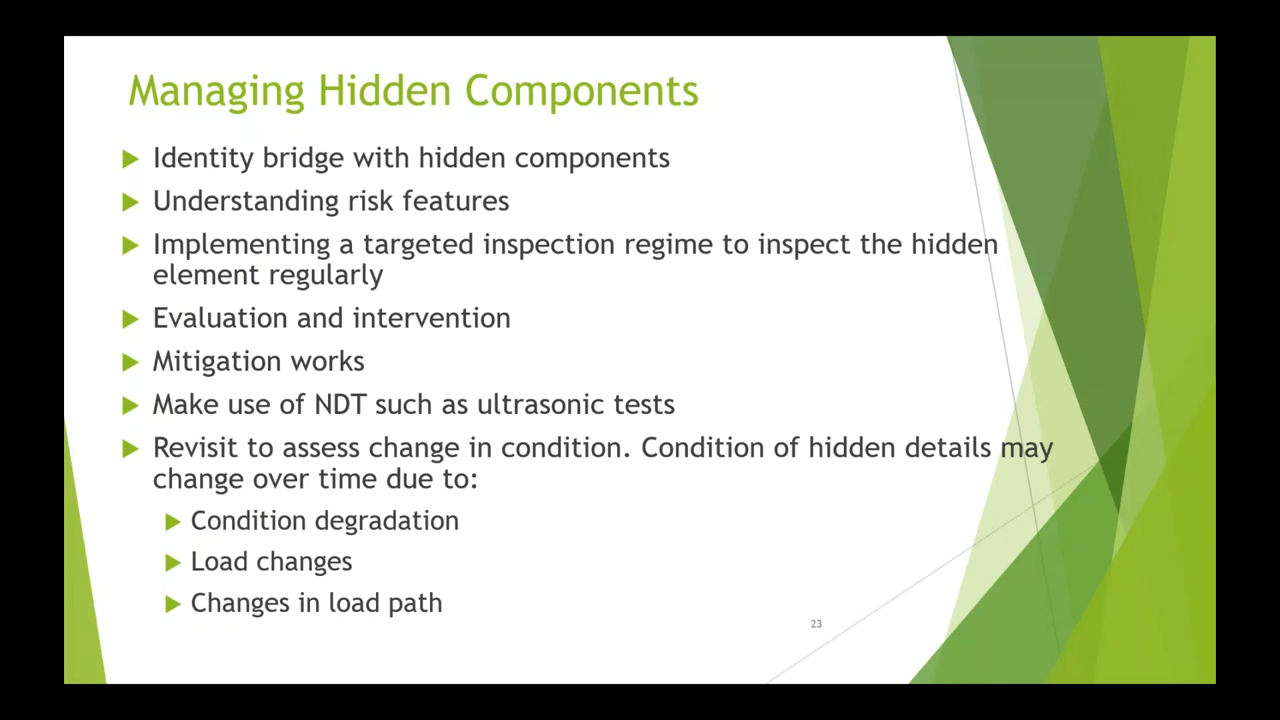 Managing Hidden Components
Identity bridge with hidden components
Understanding risk features
Implementing a targeted inspection regime to inspect the hidden
element regularly
Evaluation and intervention
Mitigation works
Make use of NDT such as ultrasonic tests
Revisit to assess change in condition. Condition of hidden details may
change over time due to:
Condition degradation
Load changes
Changes in load path
23